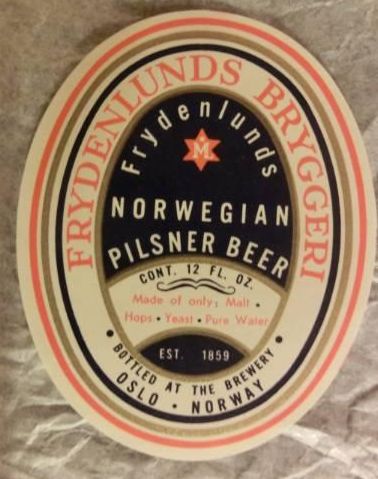 FRYDENLUNDS BRYGGERI
Frydenlunds
M
NORWEGIAN
PILSNER BEER
CONT. 12 FL. OZ.
Made of only: Malt •
Hops • Yeast • Pure Water
EST. 1859
• BOTTLED AT THE BREWERY •
OSLO • NORWAY